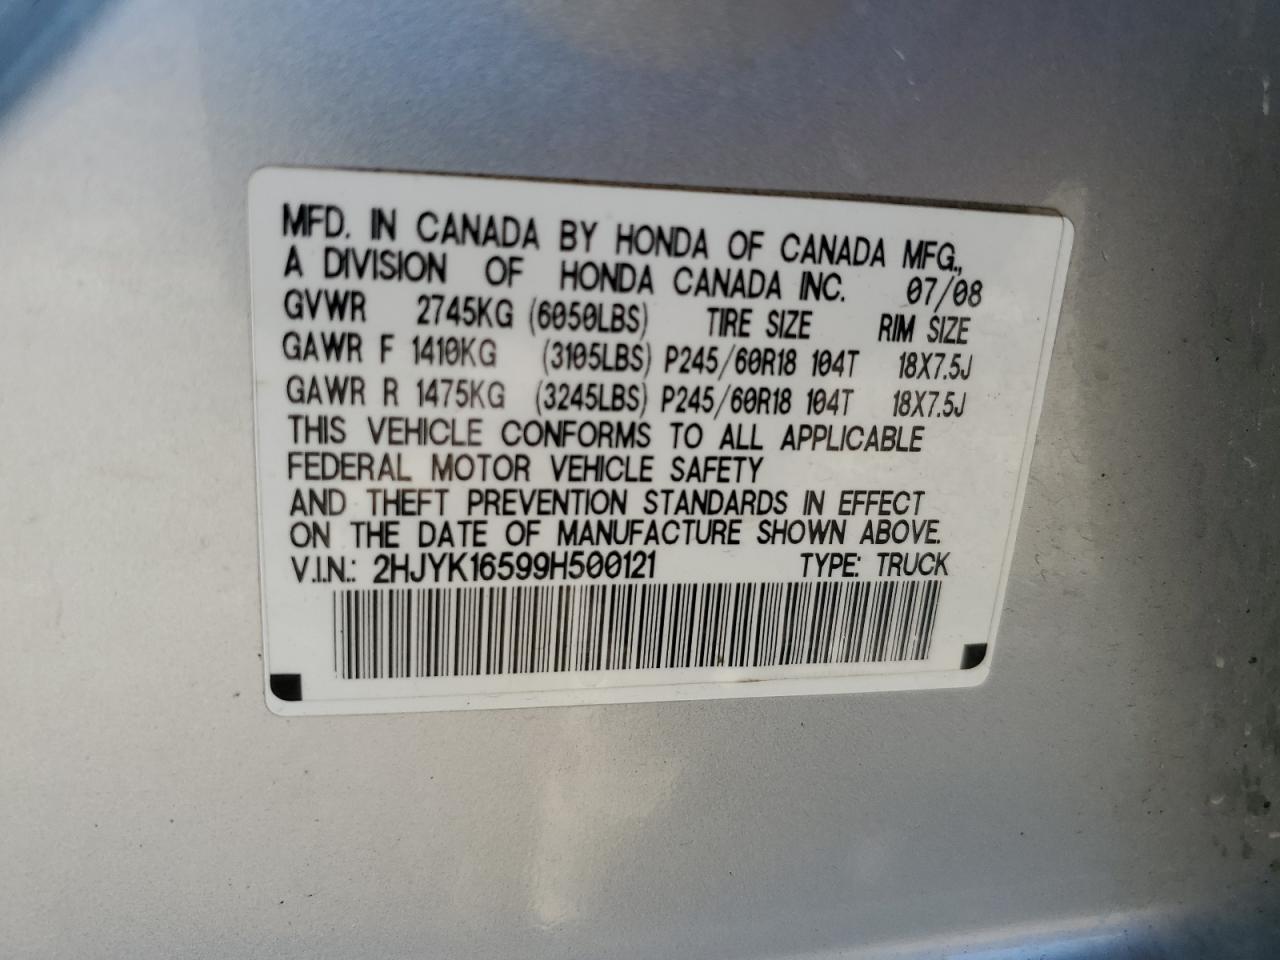 MFD. IN CANADA BY HONDA OF CANADA MFG.,
A DIVISION OF HONDA CANADA INC. 07/08
GVWR 2745KG (6050LBS) TIRE SIZE RIM SIZE
GAWR F 1410KG (3105LBS) P245/60R18 104T 18X7.5J
GAWR R 1475KG (3245LBS) P245/60R18 104T 18X7.5J
THIS VEHICLE CONFORMS TO ALL APPLICABLE
FEDERAL MOTOR VEHICLE SAFETY
AND THEFT PREVENTION STANDARDS IN EFFECT
ON THE DATE OF MANUFACTURE SHOWN ABOVE.
V.I.N.: 2HJYK16599H500121 TYPE: TRUCK